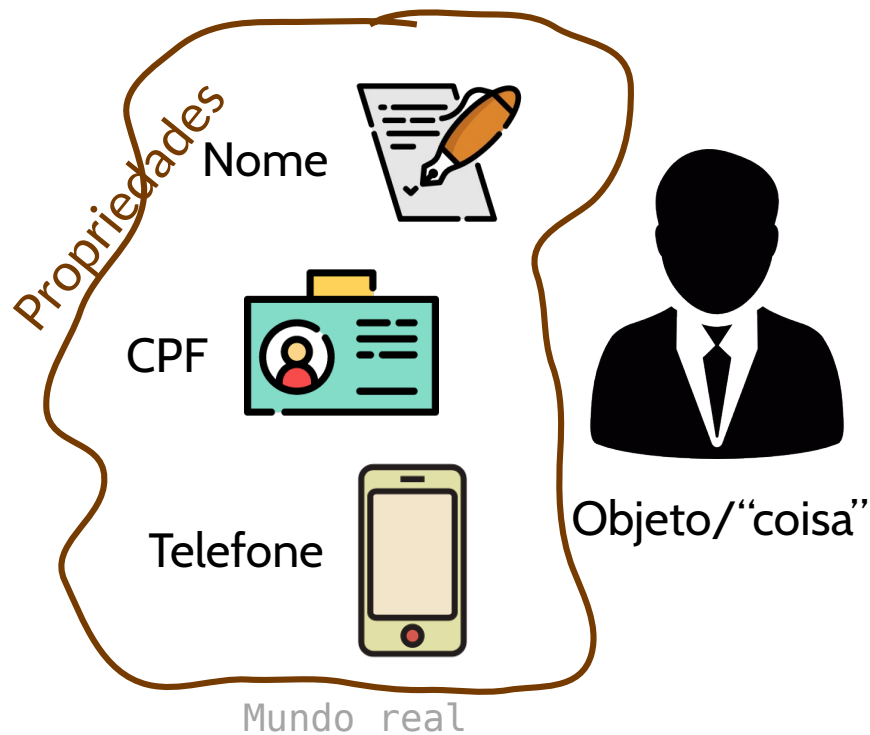 Propriedades
Nome
CPF
Telefone
Objeto/“coisa”
Mundo real